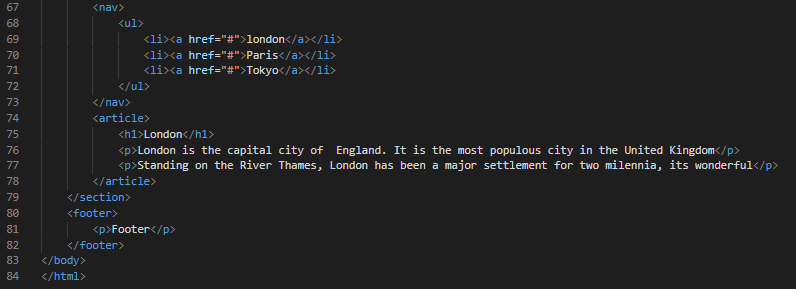 67 <nav>
68 <ul>
69 <li><a href="#">london</a></li>
70 <li><a href="#">Paris</a></li>
71 <li><a href="#">Tokyo</a></li>
72 </ul>
73 </nav>
74 <article>
75 <h1>London</h1>
76 <p>London is the capital city of  England. It is the most populous city in the United Kingdom</p>
77 <p>Standing on the River Thames, London has been a major settlement for two milennia, its wonderful</p>
78 </article>
79 </section>
80 <footer>
81 <p>Footer</p>
82 </footer>
83 </body>
84 </html>